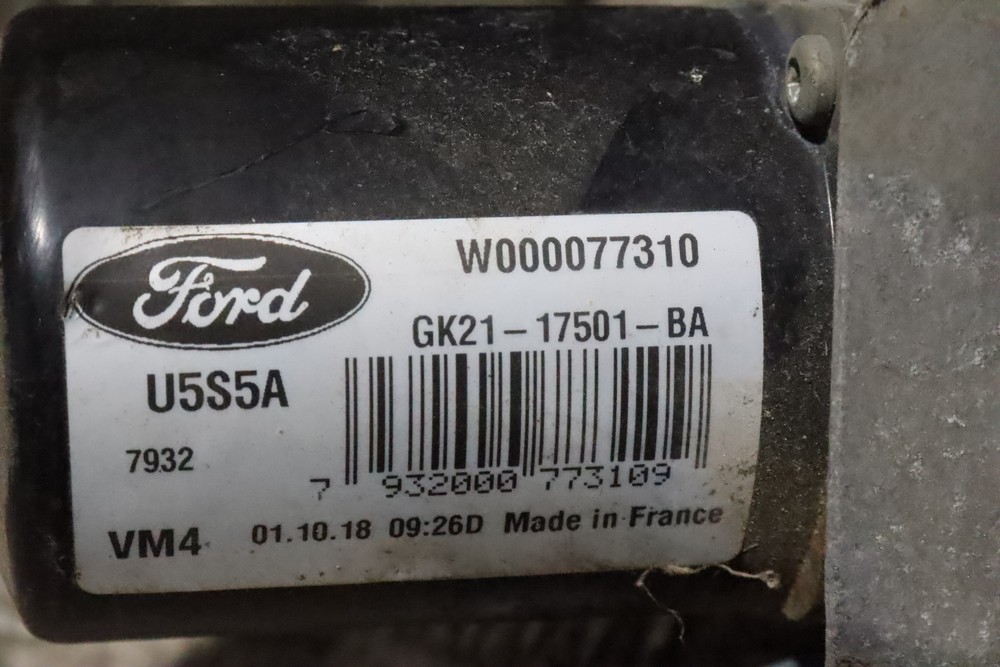 Ford
W000077310
GK21-17501-BA
U5S5A
7932
7 932000 773109
VM4 01.10.18 09:26D Made in France